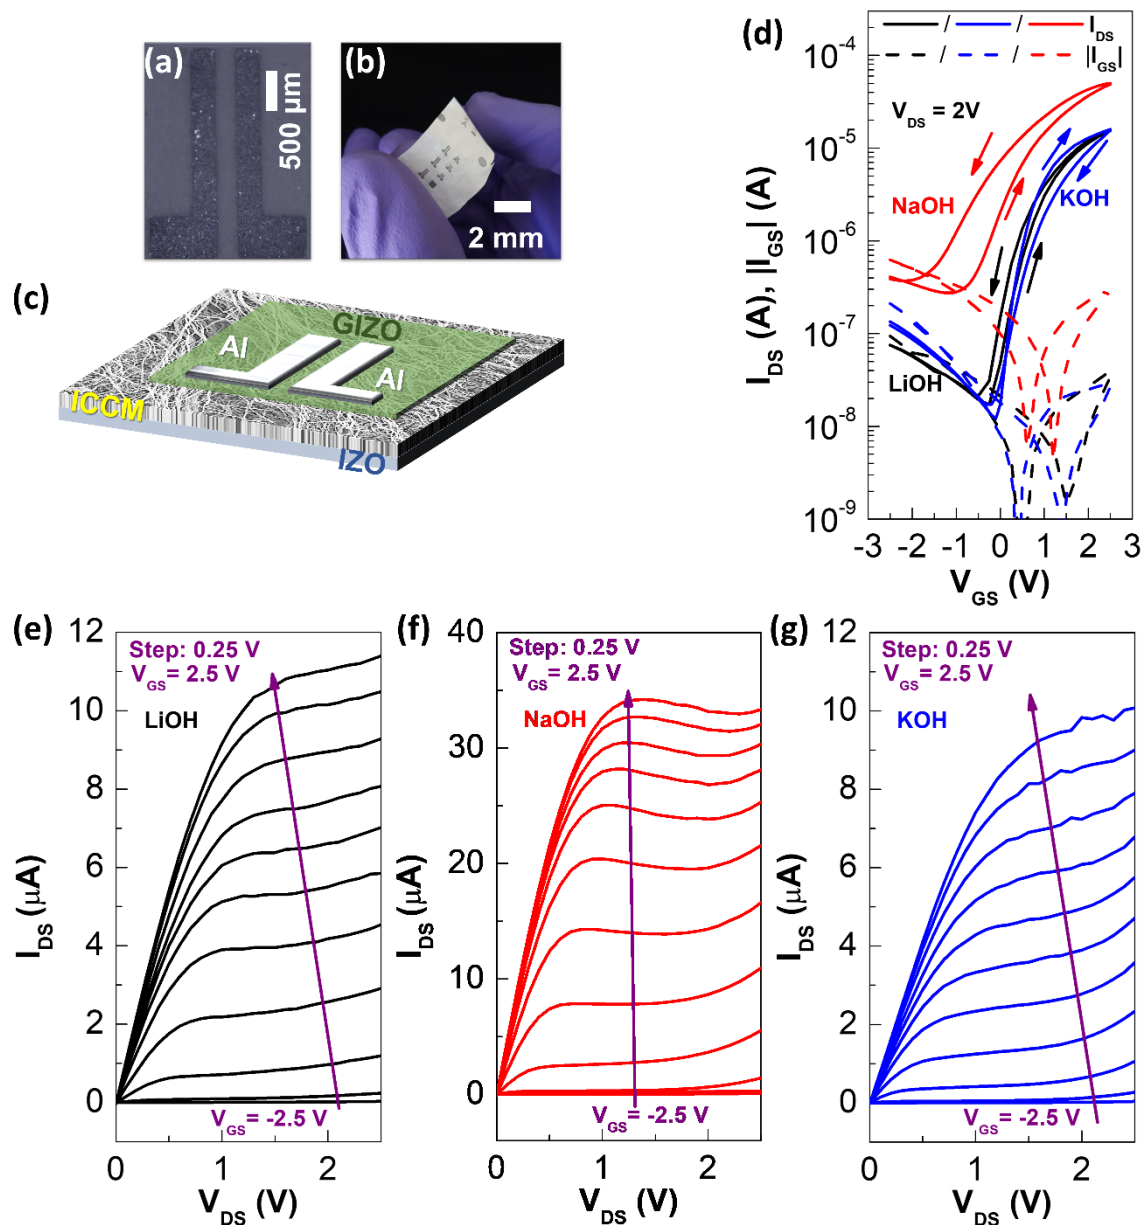 (a)
500 µm
(b)
2 mm
(c)
GIZO
Al
Al
ICCM
IZO
(d)
/ / I_DS
/ / |I_GS|
V_DS = 2V
NaOH
KOH
LiOH
I_DS (A), |I_GS| (A)
10^-4
10^-5
10^-6
10^-7
10^-8
10^-9
-3 -2 -1 0 1 2 3
V_GS (V)
(e)
Step: 0.25 V
V_GS = 2.5 V
LiOH
V_GS = -2.5 V
I_DS (µA)
12
10
8
6
4
2
0
0 1 2
V_DS (V)
(f)
Step: 0.25 V
V_GS = 2.5 V
NaOH
V_GS = -2.5 V
I_DS (µA)
40
30
20
10
0
0 1 2
V_DS (V)
(g)
Step: 0.25 V
V_GS = 2.5 V
KOH
V_GS = -2.5 V
I_DS (µA)
12
10
8
6
4
2
0
0 1 2
V_DS (V)